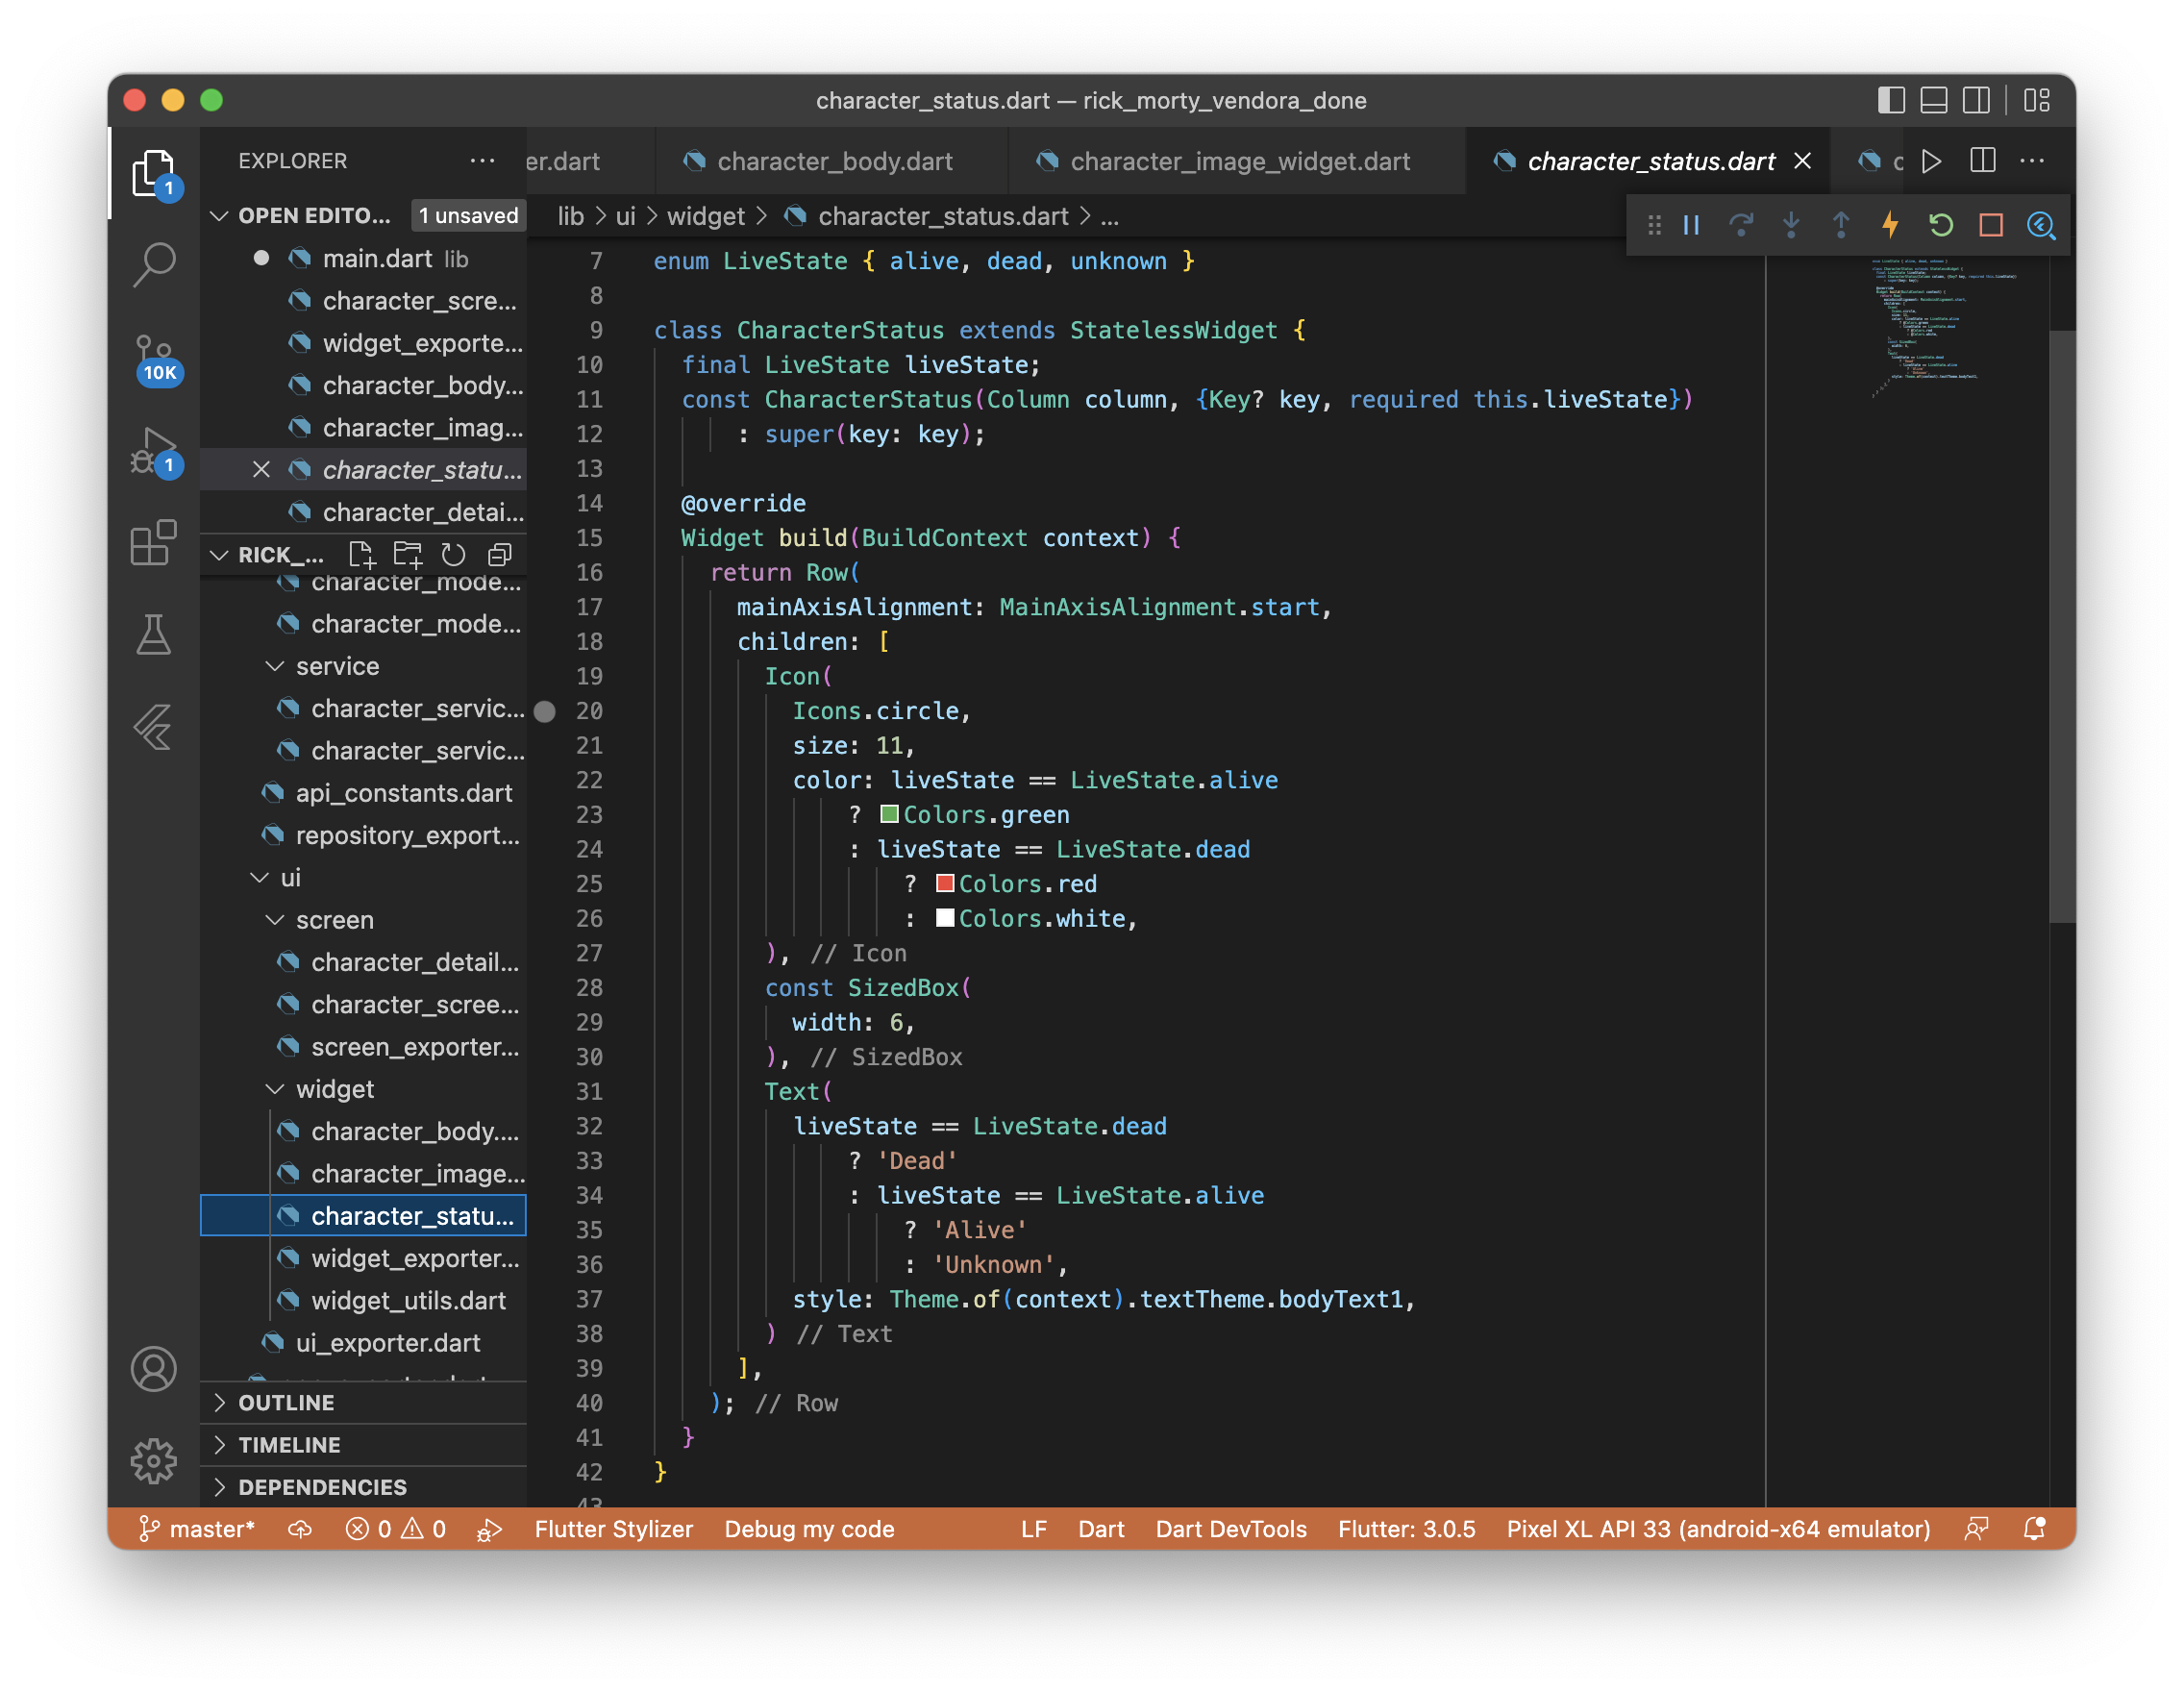 character_status.dart — rick_morty_vendora_done
EXPLORER
er.dart
character_body.dart
character_image_widget.dart
character_status.dart
c
OPEN EDITO...
1 unsaved
lib > ui > widget > character_status.dart > ...
1
10K
1
main.dart lib
character_scre...
widget_exporte...
character_body...
character_imag...
character_statu...
character_detai...
RICK_...
character_mode...
character_mode...
service
character_servic...
character_servic...
api_constants.dart
repository_export...
ui
screen
character_detail...
character_scree...
screen_exporter...
widget
character_body....
character_image...
character_statu...
widget_exporter...
widget_utils.dart
ui_exporter.dart
OUTLINE
TIMELINE
DEPENDENCIES
7 enum LiveState { alive, dead, unknown }
8
9 class CharacterStatus extends StatelessWidget {
10 final LiveState liveState;
11 const CharacterStatus(Column column, {Key? key, required this.liveState})
12 : super(key: key);
13
14 @override
15 Widget build(BuildContext context) {
16 return Row(
17 mainAxisAlignment: MainAxisAlignment.start,
18 children: [
19 Icon(
20 Icons.circle,
21 size: 11,
22 color: liveState == LiveState.alive
23 ? Colors.green
24 : liveState == LiveState.dead
25 ? Colors.red
26 : Colors.white,
27 ), // Icon
28 const SizedBox(
29 width: 6,
30 ), // SizedBox
31 Text(
32 liveState == LiveState.dead
33 ? 'Dead'
34 : liveState == LiveState.alive
35 ? 'Alive'
36 : 'Unknown',
37 style: Theme.of(context).textTheme.bodyText1,
38 ) // Text
39 ],
40 ); // Row
41 }
42 }
43
master*
0
0
Flutter Stylizer
Debug my code
LF
Dart
Dart DevTools
Flutter: 3.0.5
Pixel XL API 33 (android-x64 emulator)